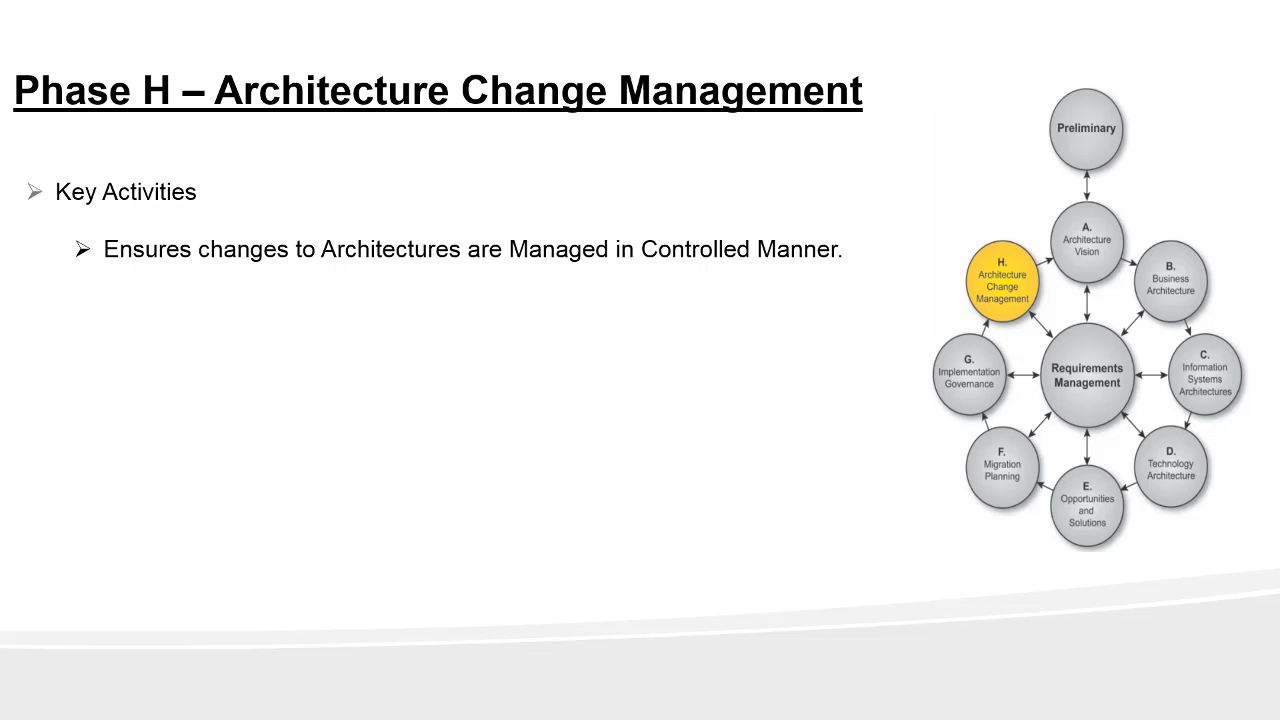 Phase H – Architecture Change Management
Key Activities
Ensures changes to Architectures are Managed in Controlled Manner.
Preliminary
A.
Architecture
Vision
B.
Business
Architecture
C.
Information
Systems
Architectures
D.
Technology
Architecture
E.
Opportunities
and
Solutions
F.
Migration
Planning
G.
Implementation
Governance
H.
Architecture
Change
Management
Requirements
Management